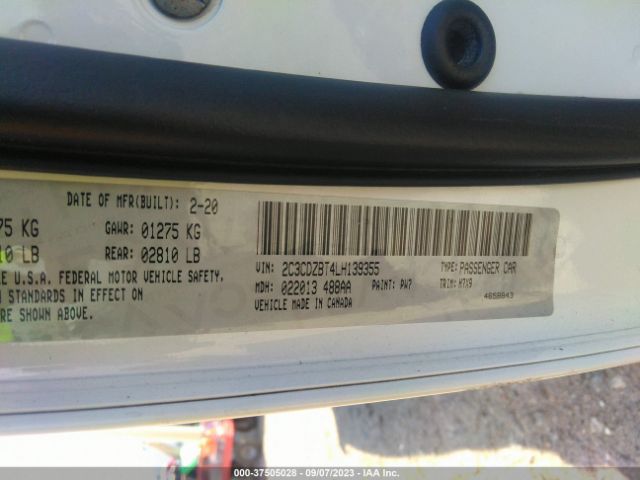 DATE OF MFR(BUILT): 2-20
75 KG GAWR: 01275 KG
10 LB REAR: 02810 LB
E U.S.A. FEDERAL MOTOR VEHICLE SAFETY,
STANDARDS IN EFFECT ON
RE SHOWN ABOVE.
VIN: 2C3CDZBT4LH139355 TYPE: PASSENGER CAR
MDH: 022013 488AA PAINT: PW7 TRIM: H7X9
VEHICLE MADE IN CANADA
000-37505028 - 09/07/2023 - IAA Inc.